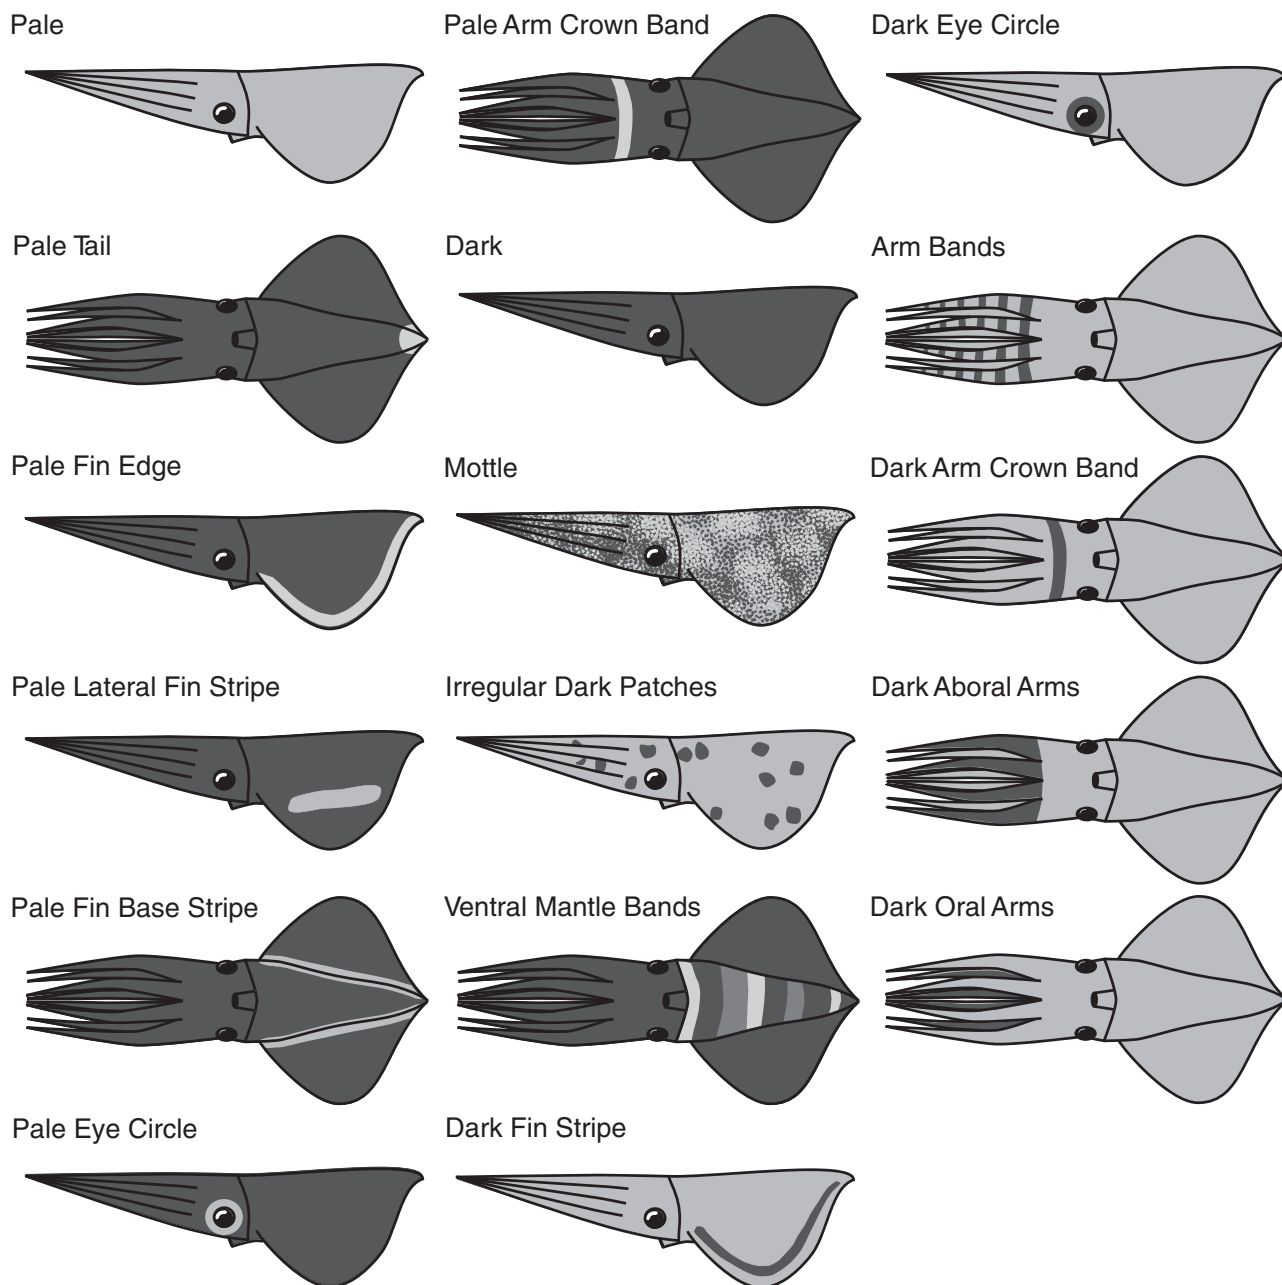 Pale
Pale Arm Crown Band
Dark Eye Circle
Pale Tail
Dark
Arm Bands
Pale Fin Edge
Mottle
Dark Arm Crown Band
Pale Lateral Fin Stripe
Irregular Dark Patches
Dark Aboral Arms
Pale Fin Base Stripe
Ventral Mantle Bands
Dark Oral Arms
Pale Eye Circle
Dark Fin Stripe